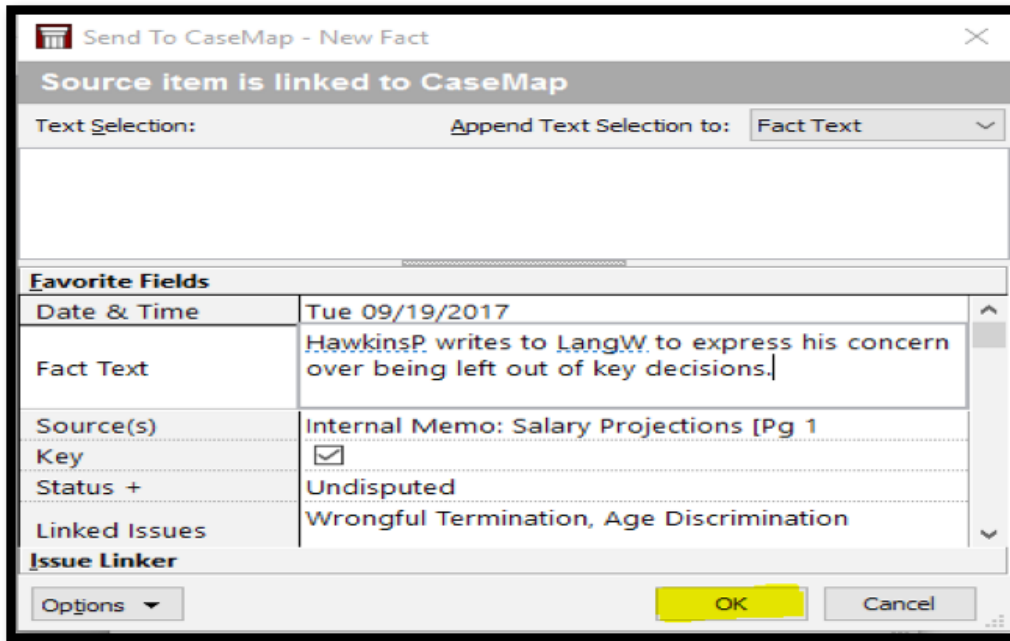 Send To CaseMap - New Fact
Source item is linked to CaseMap
Text Selection: Append Text Selection to: Fact Text
Favorite Fields
Date & Time Tue 09/19/2017
Fact Text HawkinsP writes to LangW to express his concern
over being left out of key decisions.
Source(s) Internal Memo: Salary Projections [Pg 1
Key
Status + Undisputed
Linked Issues Wrongful Termination, Age Discrimination
Issue Linker
Options OK Cancel